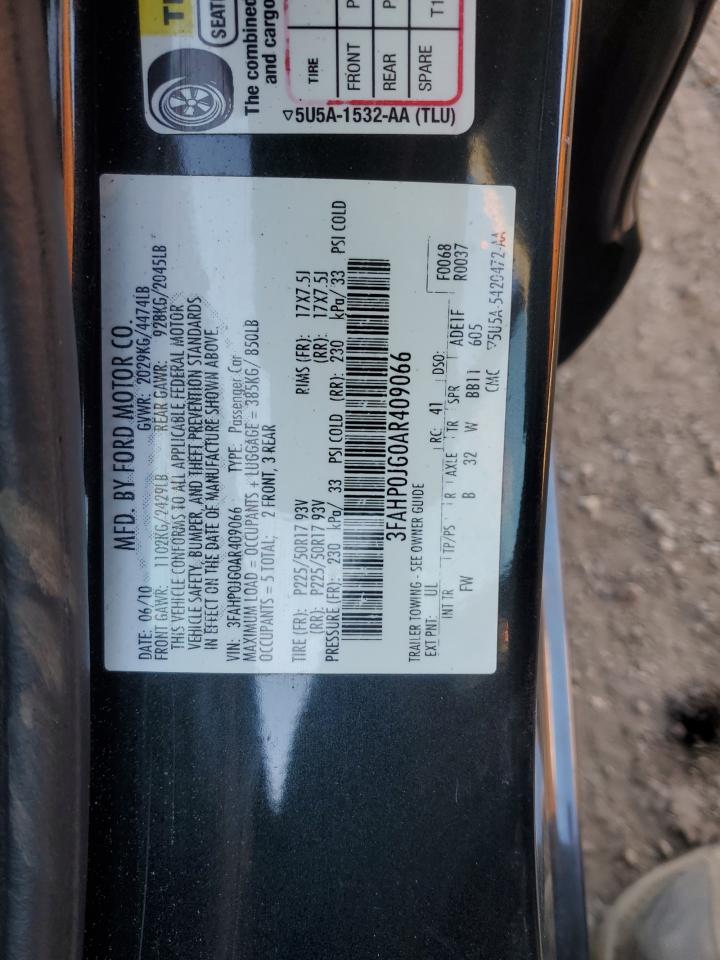 TI
SEATI
The combined
and cargo
TIRE
FRONT P
REAR P
SPARE T1
▽5U5A-1532-AA (TLU)
MFD. BY FORD MOTOR CO.
DATE: 06/10 GVWR: 2029KG/4474LB
FRONT GAWR: 1102KG/2429LB REAR GAWR: 928KG/2045LB
THIS VEHICLE CONFORMS TO ALL APPLICABLE FEDERAL MOTOR
VEHICLE SAFETY, BUMPER, AND THEFT PREVENTION STANDARDS
IN EFFECT ON THE DATE OF MANUFACTURE SHOWN ABOVE.
VIN: 3FAHP0JG0AR409066 TYPE: Passenger Car
MAXIMUM LOAD = OCCUPANTS + LUGGAGE = 385KG/ 850LB
OCCUPANTS = 5 TOTAL; 2 FRONT, 3 REAR
TIRE (FR): P225/50R17 93V RIMS (FR): 17X7.5J
(RR): P225/50R17 93V (RR): 17X7.5J
PRESSURE (FR): 230 kPa/ 33 PSI COLD (RR): 230 kPa/ 33 PSI COLD
3FAHP0JG0AR409066
TRAILER TOWING - SEE OWNER GUIDE F0068
EXT PNT: UL RC: 41 DSO: R0037
INT TR TP/PS R AXLE TR SPR ADE1F
FW B 32 W BB11 605
CMC ▽5U5A-5420472-AA